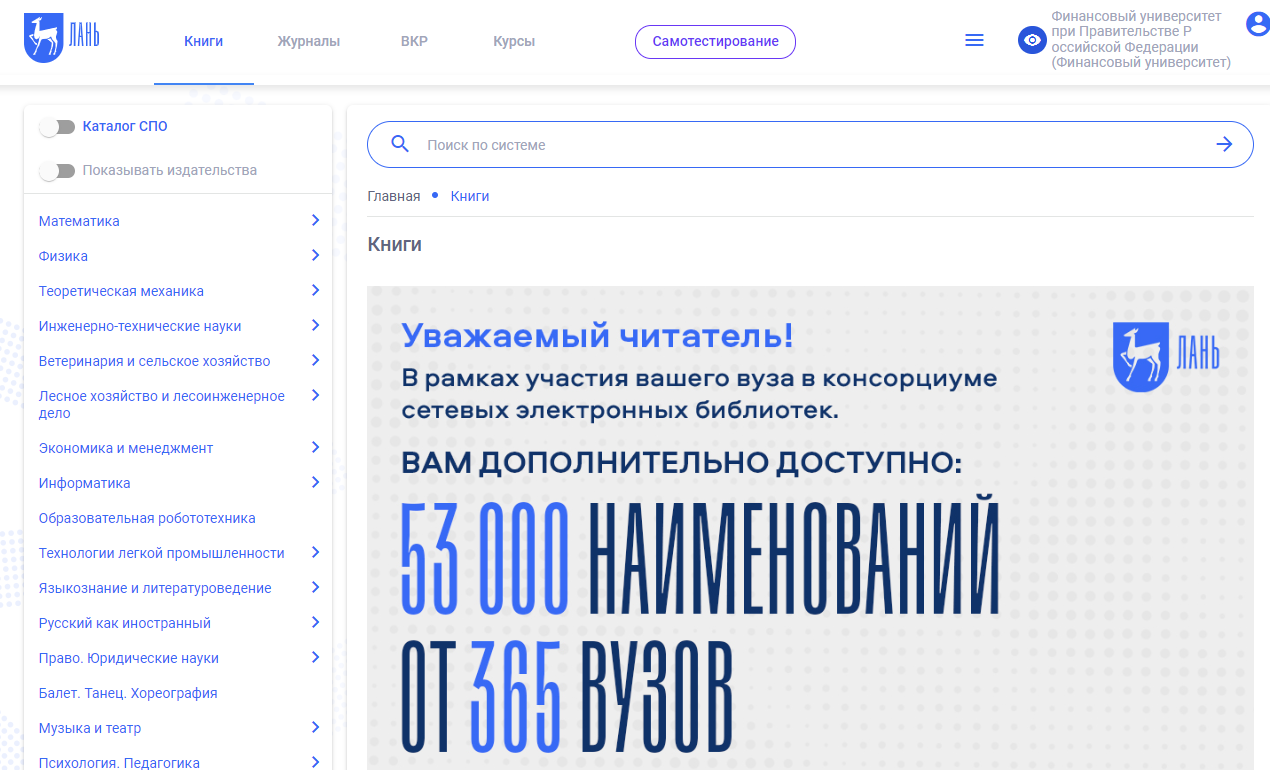 ЛАНЬ
Книги
Журналы
ВКР
Курсы
Самотестирование
Финансовый университет
при Правительстве Р
оссийской Федерации
(Финансовый университет)
Каталог СПО
Показывать издательства
Математика
Физика
Теоретическая механика
Инженерно-технические науки
Ветеринария и сельское хозяйство
Лесное хозяйство и лесоинженерное
дело
Экономика и менеджмент
Информатика
Образовательная робототехника
Технологии легкой промышленности
Языкознание и литературоведение
Русский как иностранный
Право. Юридические науки
Балет. Танец. Хореография
Музыка и театр
Психология. Педагогика
Поиск по системе
Главная • Книги
Книги
Уважаемый читатель!
ЛАНЬ
В рамках участия вашего вуза в консорциуме
сетевых электронных библиотек.
ВАМ ДОПОЛНИТЕЛЬНО ДОСТУПНО:
53 000 НАИМЕНОВАНИЙ
ОТ 365 ВУЗОВ